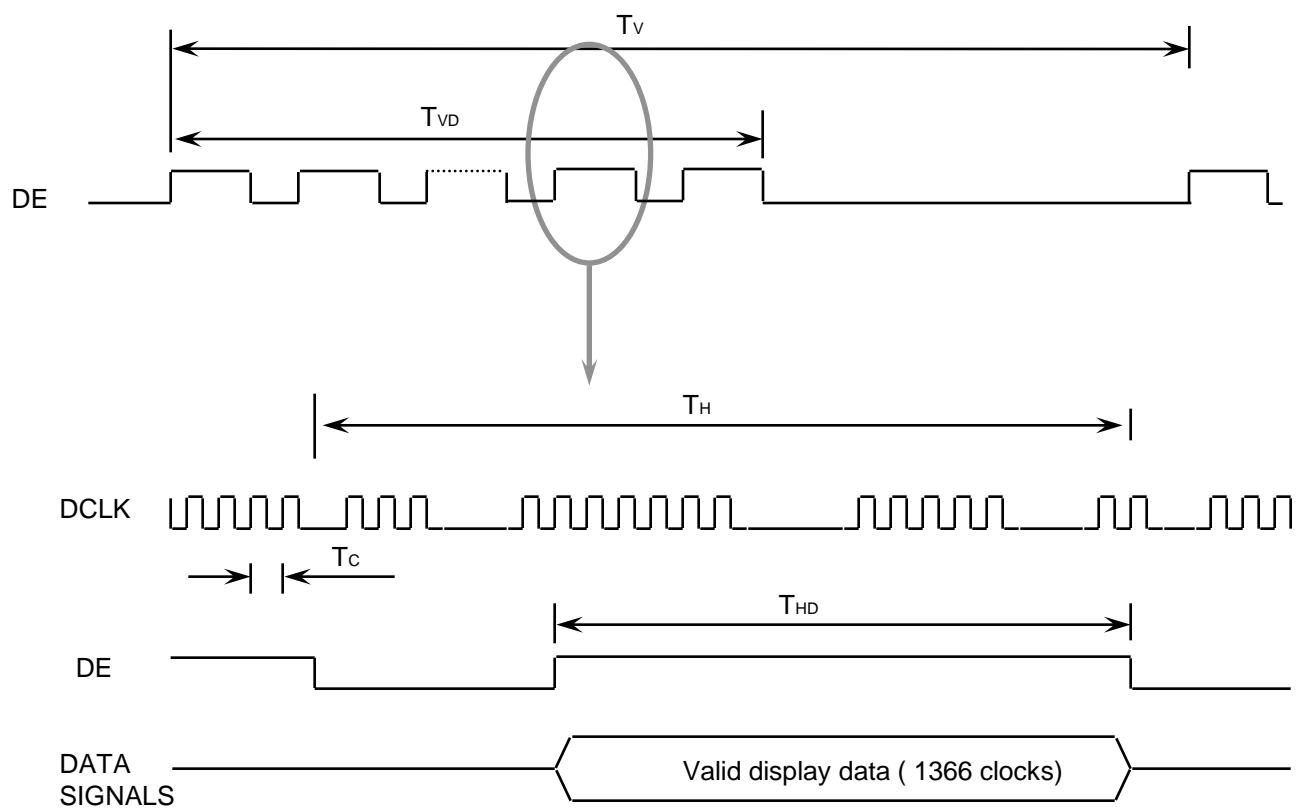 TV
TVD
DE
TH
DCLK
TC
THD
DE
DATA
SIGNALS
Valid display data ( 1366 clocks)